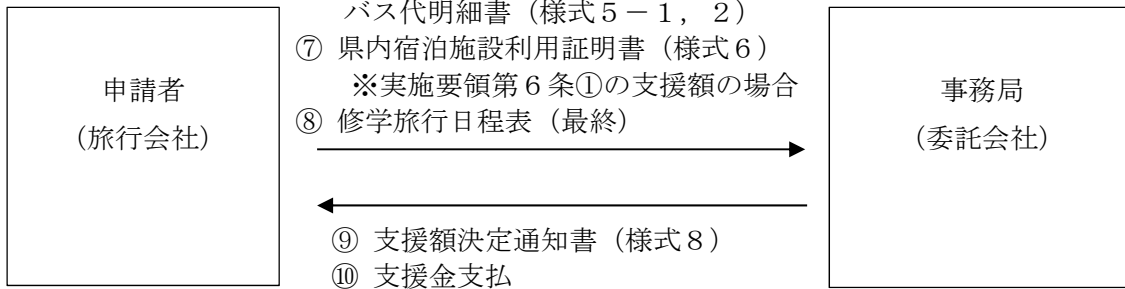 バス代明細書（様式５－１，２）
⑦ 県内宿泊施設利用証明書（様式６）
※実施要領第６条①の支援額の場合
⑧ 修学旅行日程表（最終）
申請者
（旅行会社）
事務局
（委託会社）
⑨ 支援額決定通知書（様式８）
⑩ 支援金支払